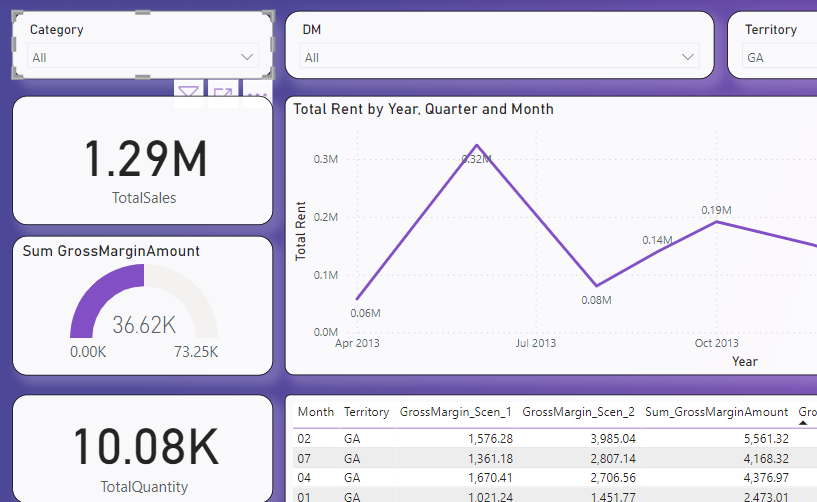 Category
All
DM
All
Territory
GA
1.29M
TotalSales
Sum GrossMarginAmount
36.62K
0.00K
73.25K
10.08K
TotalQuantity
Total Rent by Year, Quarter and Month
Total Rent
0.3M
0.2M
0.1M
0.0M
0.06M
0.32M
0.08M
0.14M
0.19M
Apr 2013
Jul 2013
Oct 2013
Year
Month Territory GrossMargin_Scen_1 GrossMargin_Scen_2 Sum_GrossMarginAmount Gro
02 GA 1,576.28 3,985.04 5,561.32
07 GA 1,361.18 2,807.14 4,168.32
04 GA 1,670.41 2,706.56 4,376.97
01 GA 1,021.24 1,451.77 2,473.01